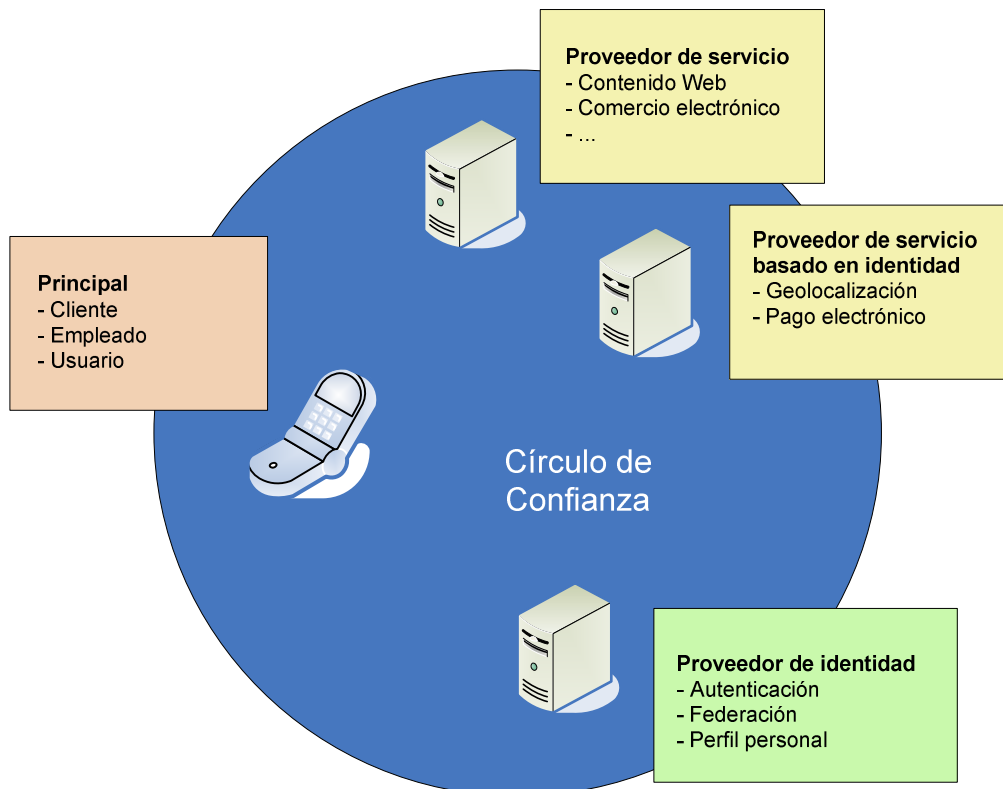 Proveedor de servicio
- Contenido Web
- Comercio electrónico
- ...
Proveedor de servicio
basado en identidad
- Geolocalización
- Pago electrónico
Principal
- Cliente
- Empleado
- Usuario
Círculo de
Confianza
Proveedor de identidad
- Autenticación
- Federación
- Perfil personal